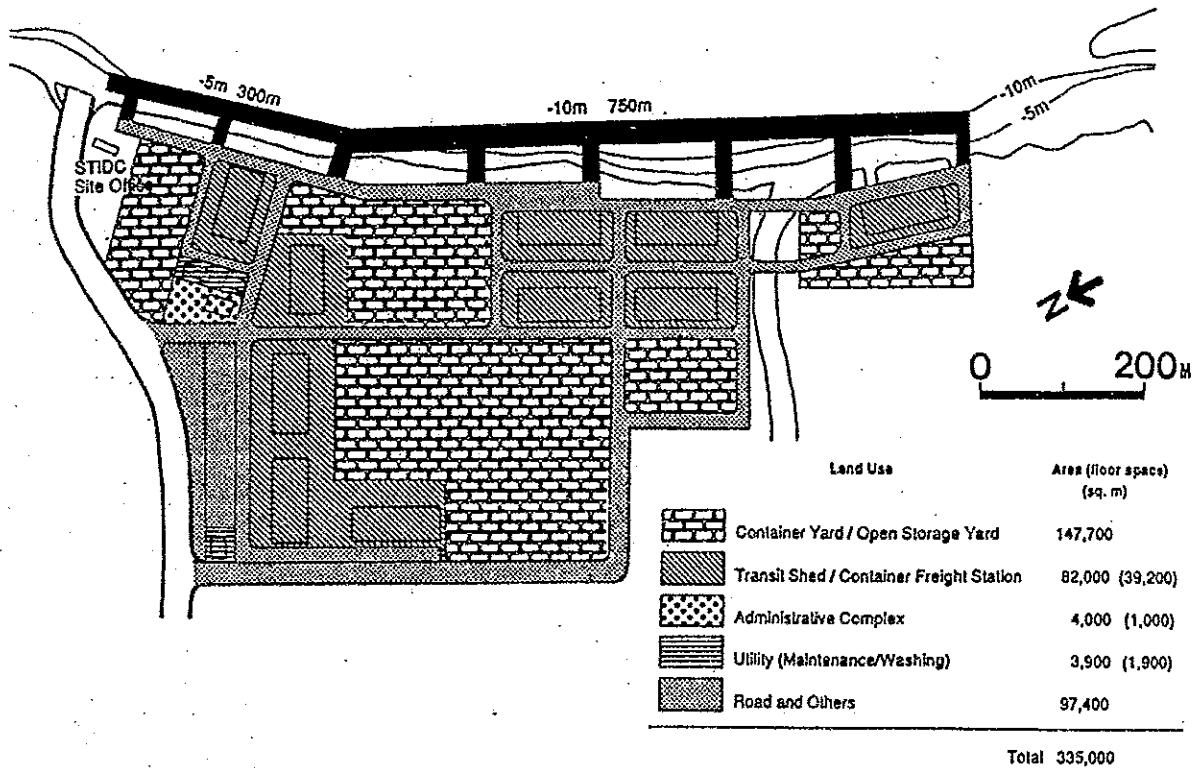 -5m 300m
-10m 750m
-10m
-5m
STIDC
Site Office
N
0 200M
Land Use Area (floor space)
(sq. m)
Container Yard / Open Storage Yard 147,700
Transit Shed / Container Freight Station 82,000 (39,200)
Administrative Complex 4,000 (1,000)
Utility (Maintenance/Washing) 3,900 (1,900)
Road and Others 97,400
Total 335,000